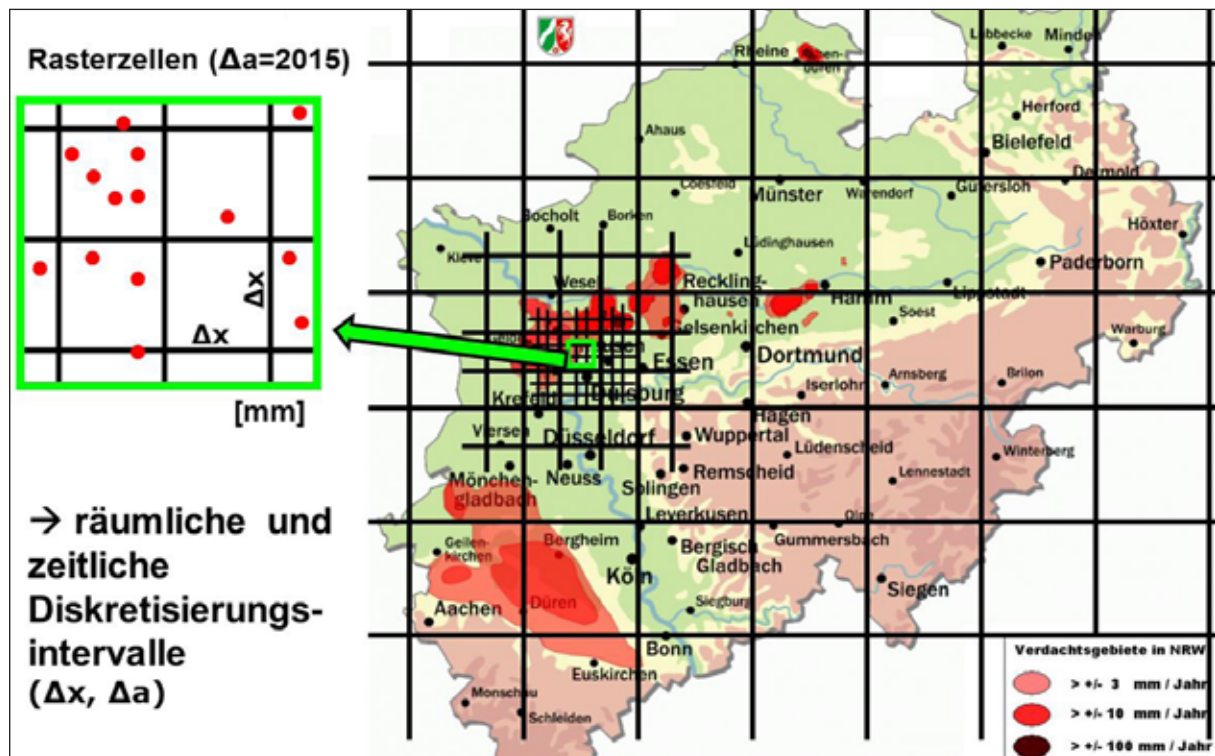 Rasterzellen (Δa=2015)
Δx
Δx
[mm]
→ räumliche und
zeitliche
Diskretisierungs-
intervalle
(Δx, Δa)
Lübbecke
Minden
Rheine
Herford
Ahaus
Bielefeld
Coesfeld
Münster
Warendorf
Gütersloh
Detmold
Bocholt
Borken
Höxter
Kleve
Lüdinghausen
Paderborn
Wesel
Reckling-
hausen
Hamm
Lippstadt
Gelsenkirchen
Soest
Warburg
Essen
Dortmund
Duisburg
Iserlohr
Arnsberg
Brilon
Krefeld
Hagen
Viersen
Düsseldorf
Wuppertal
Lüdenscheid
Winterberg
Mönchen-
gladbach
Neuss
Remscheid
Lennestadt
Solingen
Leverkusen
Olpe
Geilen-
kirchen
Bergheim
Bergisch
Gladbach
Gummersbach
Köln
Siegen
Düren
Aachen
Siegburg
Bonn
Euskirchen
Monschau
Schleiden
Verdachtsgebiete in NRW
> +/- 3 mm / Jahr
> +/- 10 mm / Jahr
> +/- 100 mm / Jahr